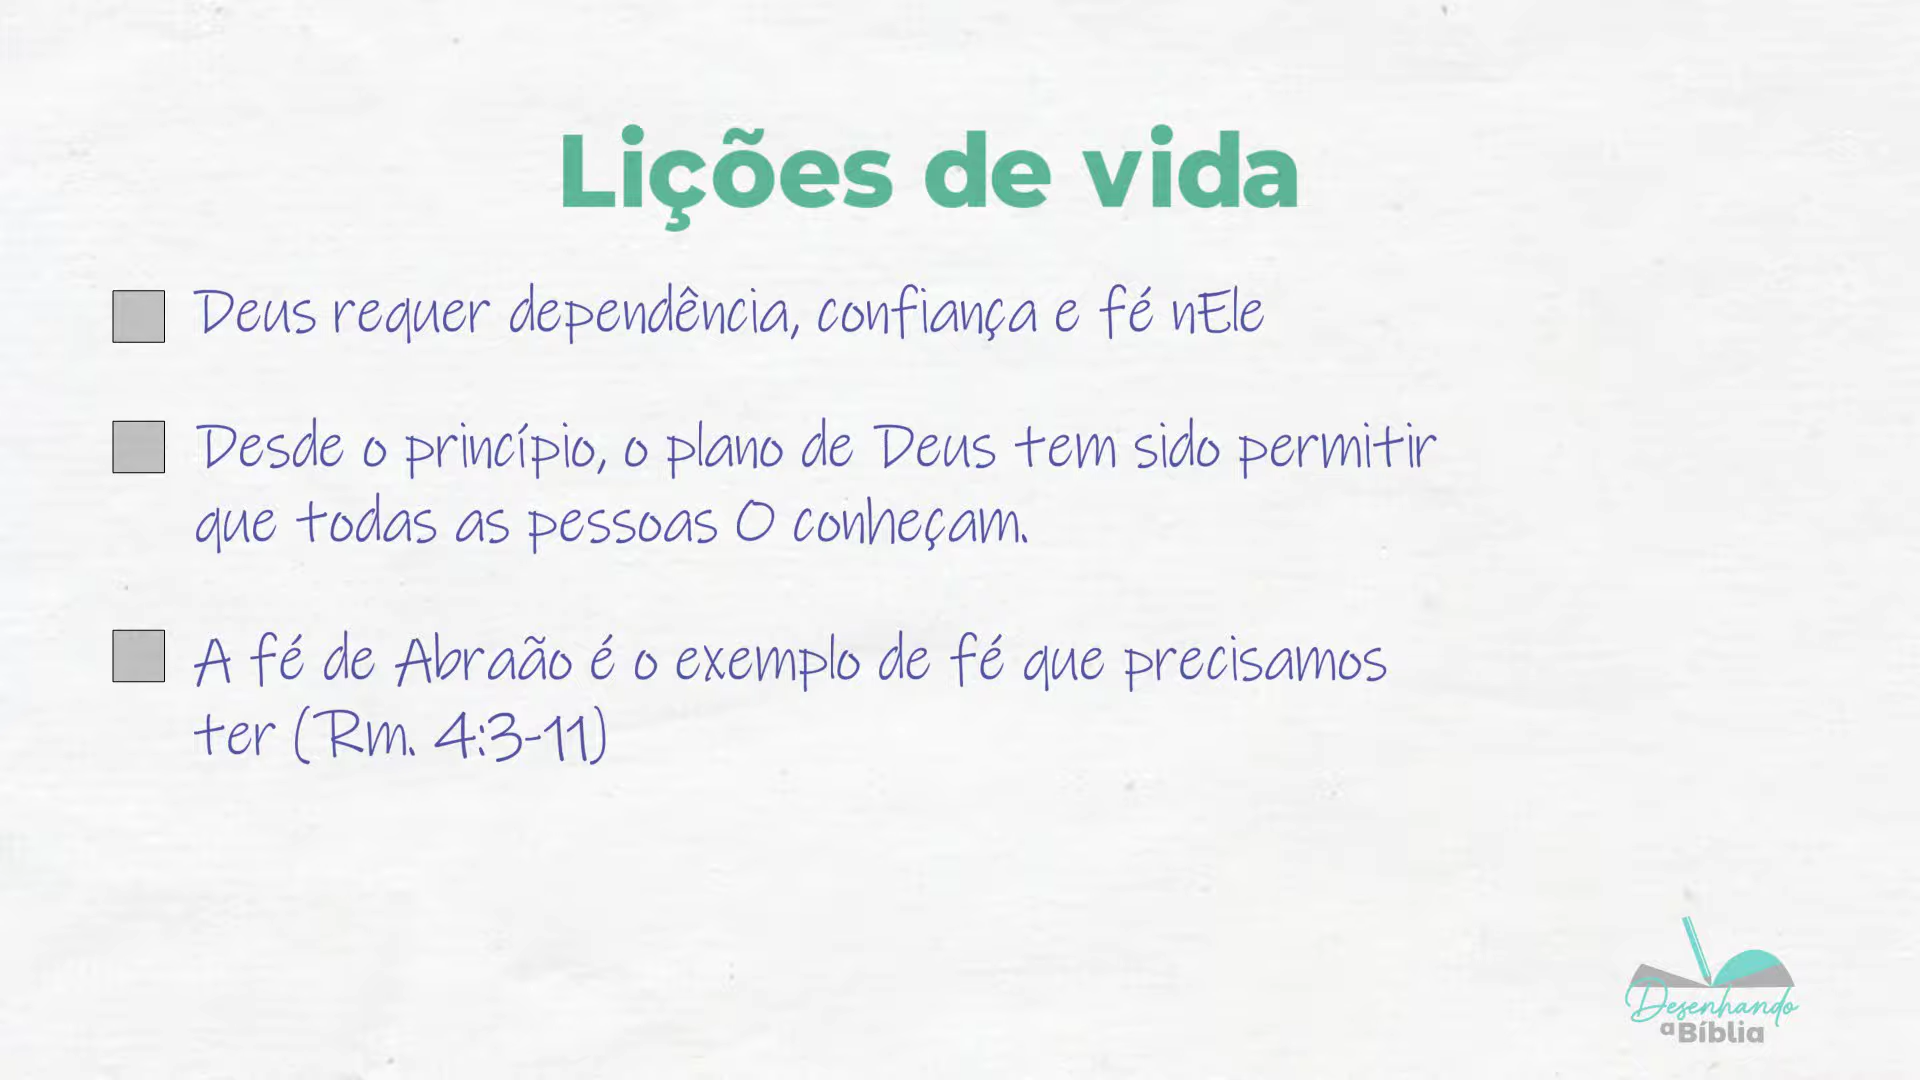 Lições de vida
Deus requer dependência, confiança e fé nEle
Desde o princípio, o plano de Deus tem sido permitir
que todas as pessoas O conheçam.
A fé de Abraão é o exemplo de fé que precisamos
ter (Rm. 4:3-11)
Desenhando
a Bíblia